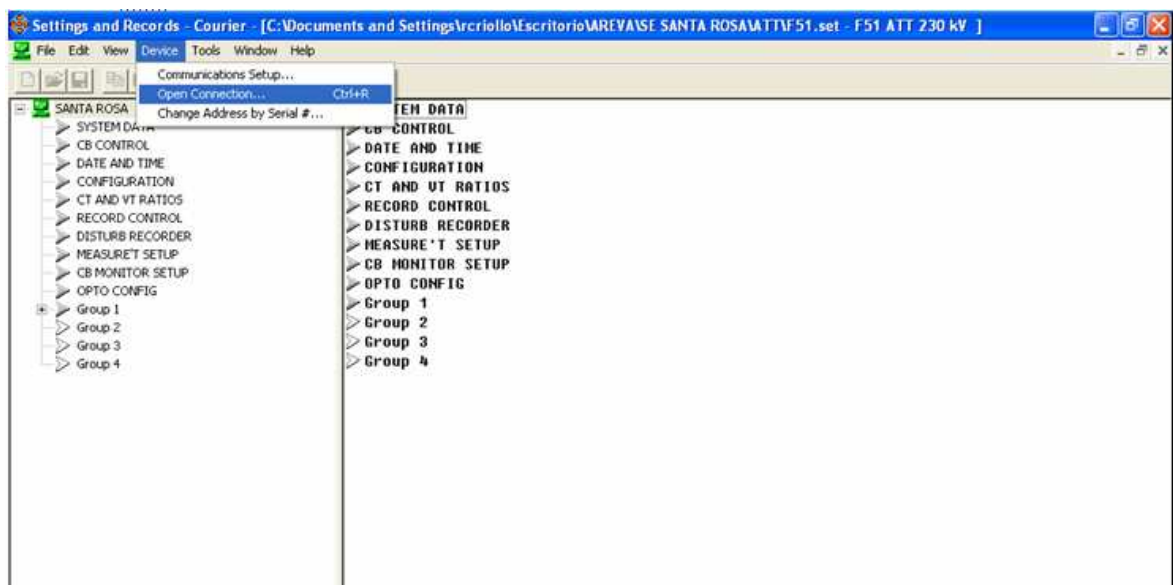 Settings and Records - Courier - [C:\Documents and Settings\rcriollo\Escritorio\AREVA\SE SANTA ROSA\ATT\F51.set - F51 ATT 230 kV ]
File Edit View Device Tools Window Help
Communications Setup...
Open Connection... Ctrl+R
Change Address by Serial #...
SANTA ROSA
SYSTEM DATA
CB CONTROL
DATE AND TIME
CONFIGURATION
CT AND VT RATIOS
RECORD CONTROL
DISTURB RECORDER
MEASURE'T SETUP
CB MONITOR SETUP
OPTO CONFIG
Group 1
Group 2
Group 3
Group 4
TEM DATA
CB CONTROL
DATE AND TIME
CONFIGURATION
CT AND VT RATIOS
RECORD CONTROL
DISTURB RECORDER
MEASURE'T SETUP
CB MONITOR SETUP
OPTO CONFIG
Group 1
Group 2
Group 3
Group 4